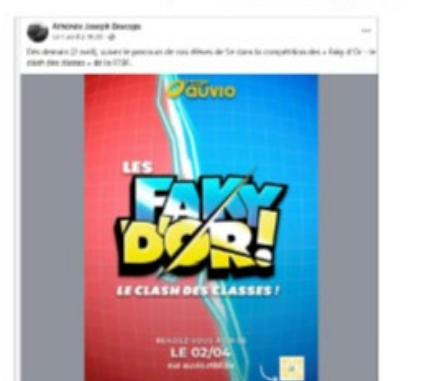 Athénée Joseph Bracops
Dès demain (2 avril), suivez le parcours de nos élèves de 5e dans la compétition des « Faky d'Or - le
clash des classes » de la RTBF.
auvio
LES
FAKY
D'OR!
LE CLASH DES CLASSES !
RENDEZ-VOUS
LE 02/04
sur auvio.rtbf.be